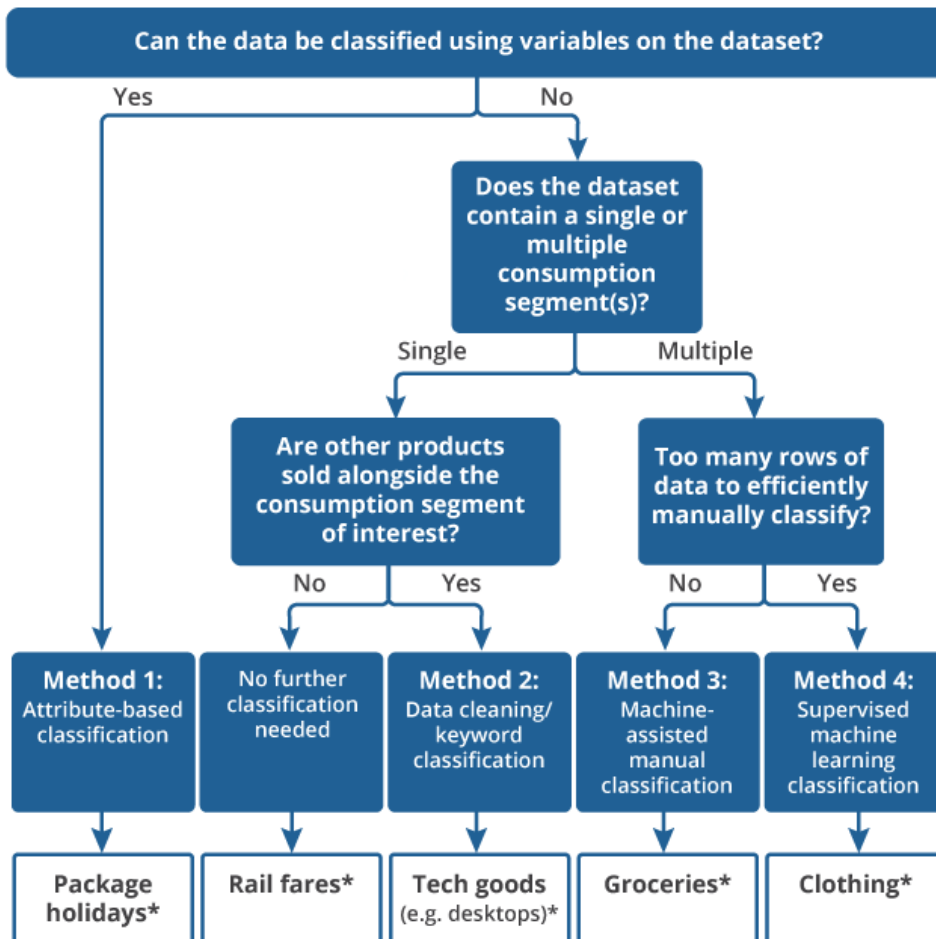 Can the data be classified using variables on the dataset?
Yes
No
Does the dataset
contain a single or
multiple
consumption
segment(s)?
Single
Multiple
Are other products
sold alongside the
consumption segment
of interest?
Too many rows of
data to efficiently
manually classify?
No
Yes
No
Yes
Method 1:
Attribute-based
classification
No further
classification
needed
Method 2:
Data cleaning/
keyword
classification
Method 3:
Machine-
assisted
manual
classification
Method 4:
Supervised
machine
learning
classification
Package
holidays*
Rail fares*
Tech goods
(e.g. desktops)*
Groceries*
Clothing*